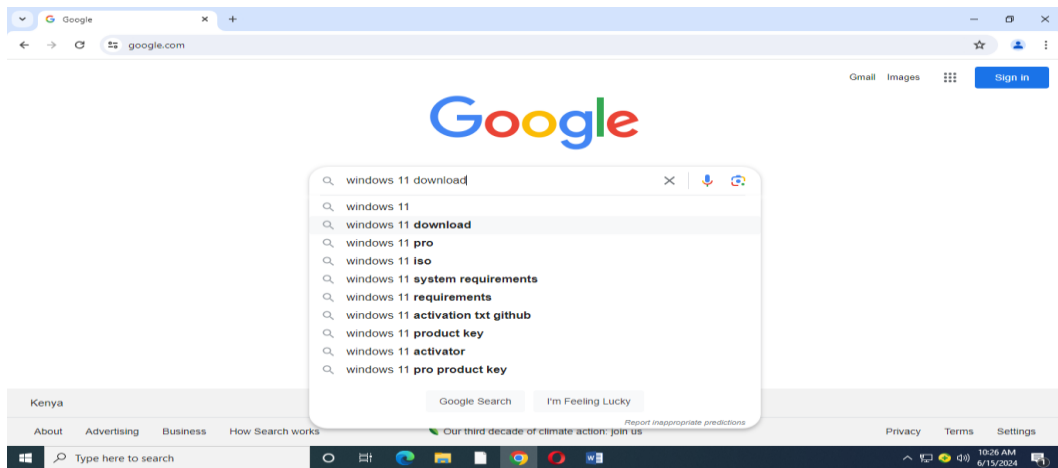 Google
google.com
Gmail Images Sign in
Google
windows 11 download
windows 11
windows 11 download
windows 11 pro
windows 11 iso
windows 11 system requirements
windows 11 requirements
windows 11 activation txt github
windows 11 product key
windows 11 activator
windows 11 pro product key
Google Search I'm Feeling Lucky
Report inappropriate predictions
Kenya
About Advertising Business How Search works Our third decade of climate action: join us Privacy Terms Settings
Type here to search
10:26 AM
6/15/2024